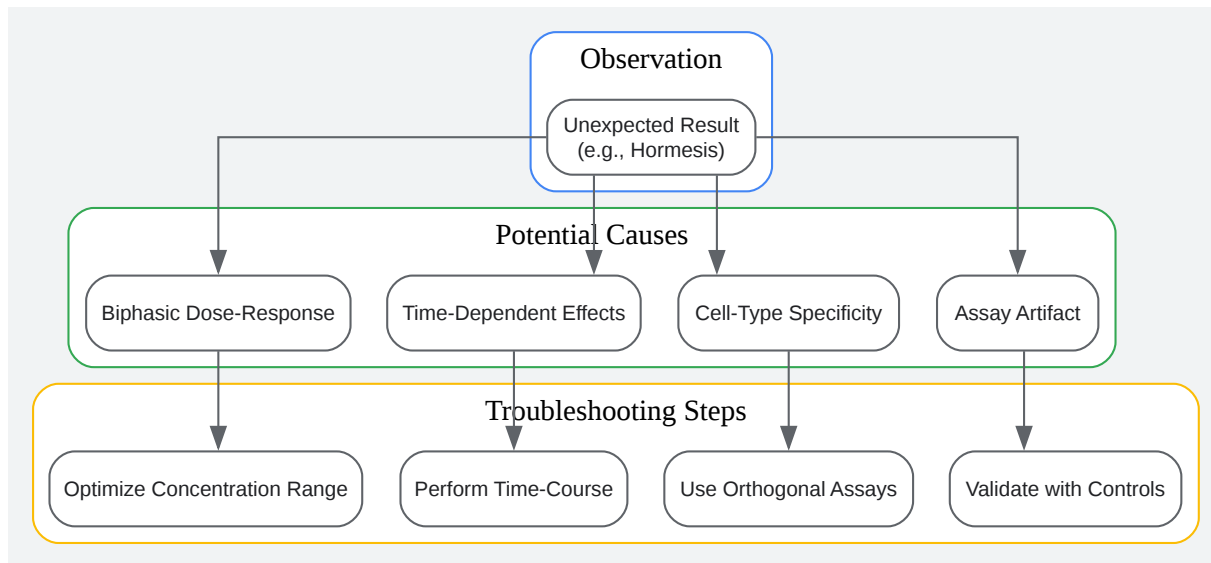 Observation
Unexpected Result
(e.g., Hormesis)
Potential Causes
Biphasic Dose-Response
Time-Dependent Effects
Cell-Type Specificity
Assay Artifact
Troubleshooting Steps
Optimize Concentration Range
Perform Time-Course
Use Orthogonal Assays
Validate with Controls